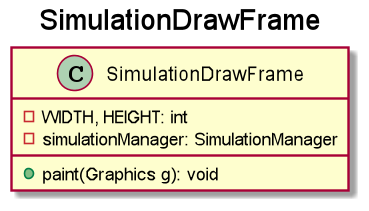 SimulationDrawFrame
C SimulationDrawFrame
WIDTH, HEIGHT: int
simulationManager: SimulationManager
paint(Graphics g): void